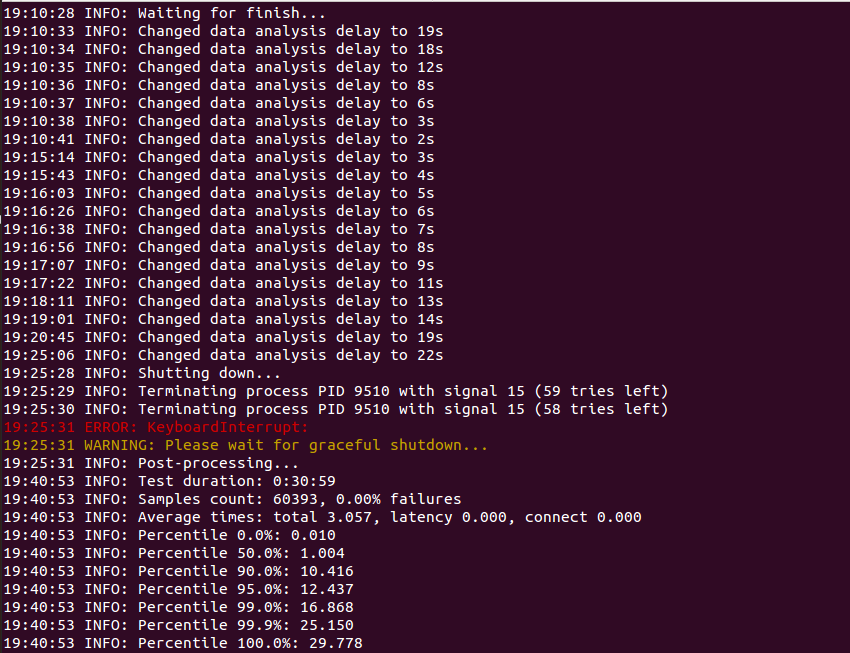 19:10:28 INFO: Waiting for finish...
19:10:33 INFO: Changed data analysis delay to 19s
19:10:34 INFO: Changed data analysis delay to 18s
19:10:35 INFO: Changed data analysis delay to 12s
19:10:36 INFO: Changed data analysis delay to 8s
19:10:37 INFO: Changed data analysis delay to 6s
19:10:38 INFO: Changed data analysis delay to 3s
19:10:41 INFO: Changed data analysis delay to 2s
19:15:14 INFO: Changed data analysis delay to 3s
19:15:43 INFO: Changed data analysis delay to 4s
19:16:03 INFO: Changed data analysis delay to 5s
19:16:26 INFO: Changed data analysis delay to 6s
19:16:38 INFO: Changed data analysis delay to 7s
19:16:56 INFO: Changed data analysis delay to 8s
19:17:07 INFO: Changed data analysis delay to 9s
19:17:22 INFO: Changed data analysis delay to 11s
19:18:11 INFO: Changed data analysis delay to 13s
19:19:01 INFO: Changed data analysis delay to 14s
19:20:45 INFO: Changed data analysis delay to 19s
19:25:06 INFO: Changed data analysis delay to 22s
19:25:28 INFO: Shutting down...
19:25:29 INFO: Terminating process PID 9510 with signal 15 (59 tries left)
19:25:30 INFO: Terminating process PID 9510 with signal 15 (58 tries left)
19:25:31 ERROR: KeyboardInterrupt:
19:25:31 WARNING: Please wait for graceful shutdown...
19:25:31 INFO: Post-processing...
19:40:53 INFO: Test duration: 0:30:59
19:40:53 INFO: Samples count: 60393, 0.00% failures
19:40:53 INFO: Average times: total 3.057, latency 0.000, connect 0.000
19:40:53 INFO: Percentile 0.0%: 0.010
19:40:53 INFO: Percentile 50.0%: 1.004
19:40:53 INFO: Percentile 90.0%: 10.416
19:40:53 INFO: Percentile 95.0%: 12.437
19:40:53 INFO: Percentile 99.0%: 16.868
19:40:53 INFO: Percentile 99.9%: 25.150
19:40:53 INFO: Percentile 100.0%: 29.778